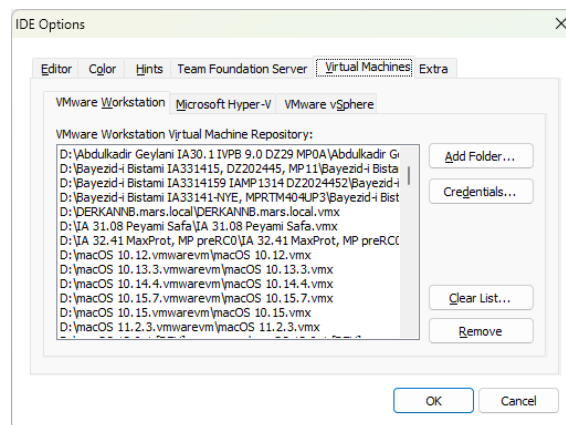 IDE Options
Editor Color Hints Team Foundation Server Virtual Machines Extra
VMware Workstation Microsoft Hyper-V VMware vSphere
VMware Workstation Virtual Machine Repository:
D:\Abdulkadir Geylani IA30.1 IVPB 9.0 DZ29 MP0A\Abdulkadir Ge
D:\Bayezid-i Bistami IA331415, DZ202445, MP11\Bayezid-i Bista
D:\Bayezid-i Bistami IA3314159 IAMP1314 DZ2024452\Bayezid-i
D:\Bayezid-i Bistami IA33141-NYE, MPRTM404UP3\Bayezid-i Bist
D:\DERKANNB.mars.local\DERKANNB.mars.local.vmx
D:\IA 31.08 Peyami Safa\IA 31.08 Peyami Safa.vmx
D:\IA 32.41 MaxProt, MP preRC0\IA 32.41 MaxProt, MP preRC0
D:\macOS 10.12.vmwarevm\macOS 10.12.vmx
D:\macOS 10.13.3.vmwarevm\macOS 10.13.3.vmx
D:\macOS 10.14.4.vmwarevm\macOS 10.14.4.vmx
D:\macOS 10.15.7.vmwarevm\macOS 10.15.7.vmx
D:\macOS 10.15.vmwarevm\macOS 10.15.vmx
D:\macOS 11.2.3.vmwarevm\macOS 11.2.3.vmx
Add Folder...
Credentials...
Clear List...
Remove
OK Cancel